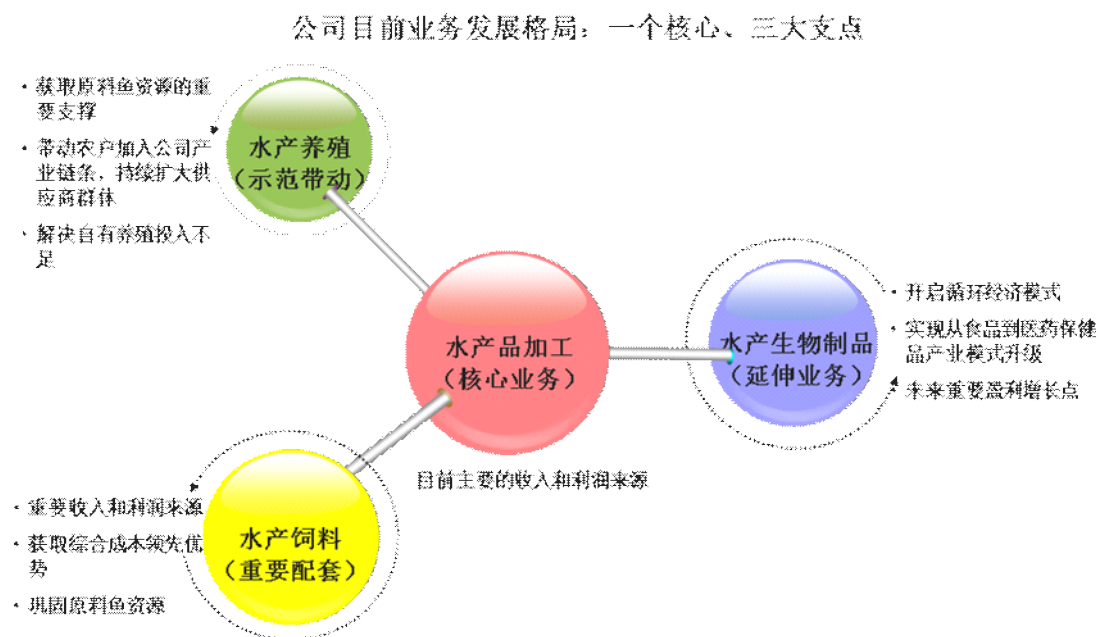 公司目前业务发展格局：一个核心、三大支点
· 获取原料鱼资源的重
要支撑
· 带动农户加入公司产
业链条，持续扩大供
应商群体
· 解决自有养殖投入不
足
水产养殖
（示范带动）
水产品加工
（核心业务）
目前主要的收入和利润来源
水产生物制品
（延伸业务）
· 开启循环经济模式
· 实现从食品到医药保健
品产业模式升级
· 未来重要盈利增长点
· 重要收入和利润来源
· 获取综合成本领先优
势
· 巩固原料鱼资源
水产饲料
（重要配套）